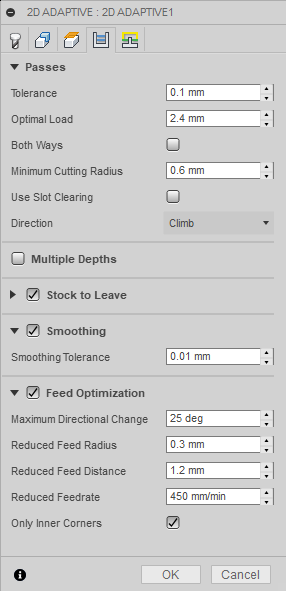 2D ADAPTIVE : 2D ADAPTIVE1
Passes
Tolerance 0.1 mm
Optimal Load 2.4 mm
Both Ways
Minimum Cutting Radius 0.6 mm
Use Slot Clearing
Direction Climb
Multiple Depths
Stock to Leave
Smoothing
Smoothing Tolerance 0.01 mm
Feed Optimization
Maximum Directional Change 25 deg
Reduced Feed Radius 0.3 mm
Reduced Feed Distance 1.2 mm
Reduced Feedrate 450 mm/min
Only Inner Corners
OK Cancel